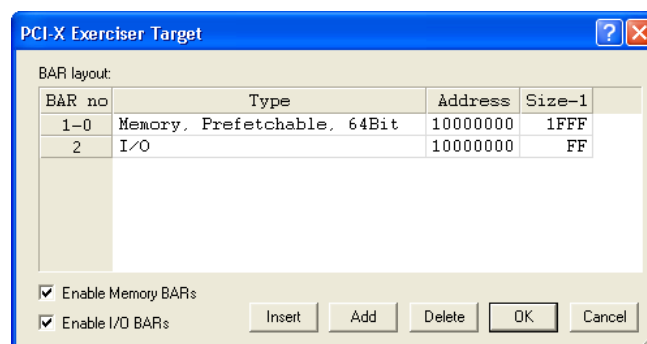 PCI-X Exerciser Target
BAR layout:
BAR no Type Address Size-1
1-0 Memory, Prefetchable, 64Bit 10000000 1FFF
2 I/O 10000000 FF
Enable Memory BARs
Enable I/O BARs
Insert Add Delete OK Cancel